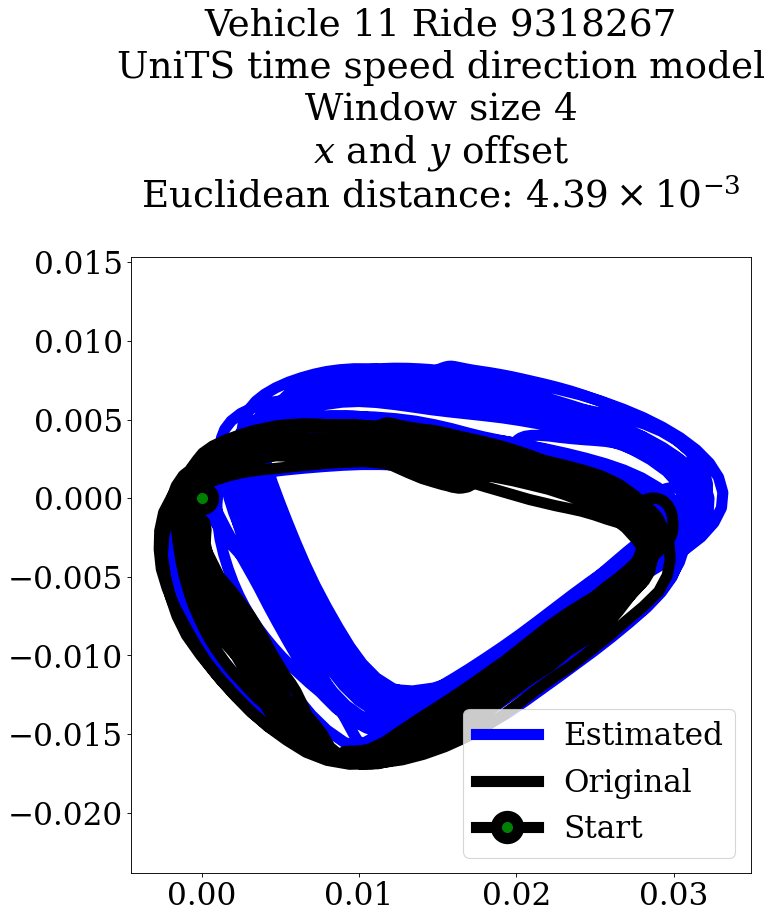 Vehicle 11 Ride 9318267
UniTS time speed direction model
Window size 4
x and y offset
Euclidean distance: 4.39 × 10⁻³
0.015
0.010
0.005
0.000
−0.005
−0.010
−0.015
−0.020
Estimated
Original
Start
0.00 0.01 0.02 0.03